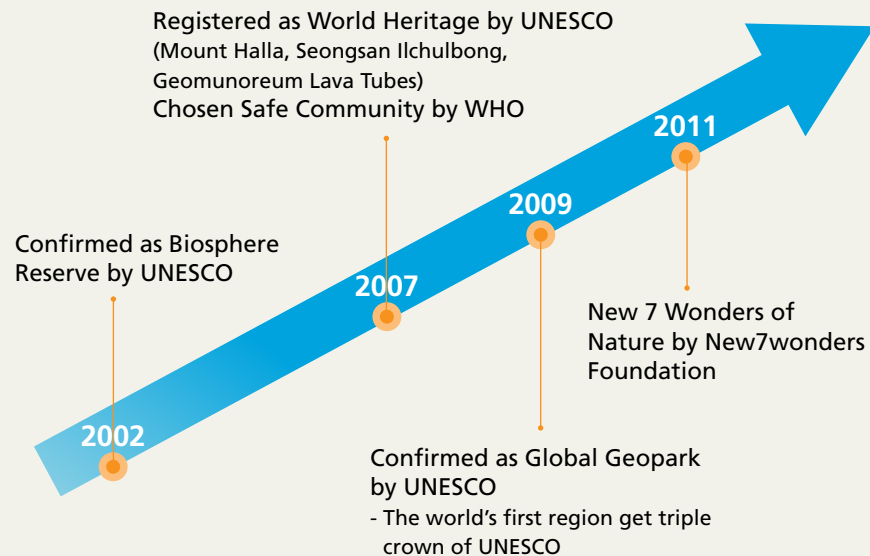 Registered as World Heritage by UNESCO
(Mount Halla, Seongsan Ilchulbong,
Geomunoreum Lava Tubes)
Chosen Safe Community by WHO
2011
2009
Confirmed as Biosphere
Reserve by UNESCO
2007
New 7 Wonders of
Nature by New7wonders
Foundation
2002
Confirmed as Global Geopark
by UNESCO
- The world's first region get triple
crown of UNESCO